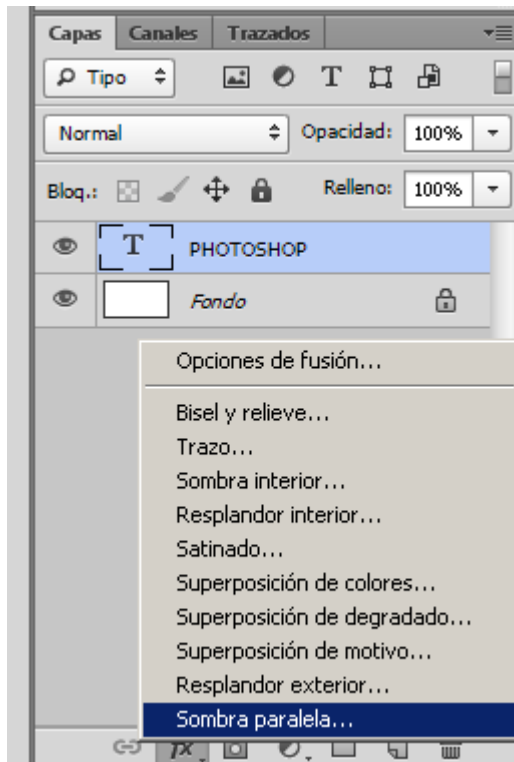 Capas Canales Trazados
Tipo T
Normal Opacidad: 100%
Bloq.: Relleno: 100%
T PHOTOSHOP
Fondo
Opciones de fusión...
Bisel y relieve...
Trazo...
Sombra interior...
Resplandor interior...
Satinado...
Superposición de colores...
Superposición de degradado...
Superposición de motivo...
Resplandor exterior...
Sombra paralela...
fx